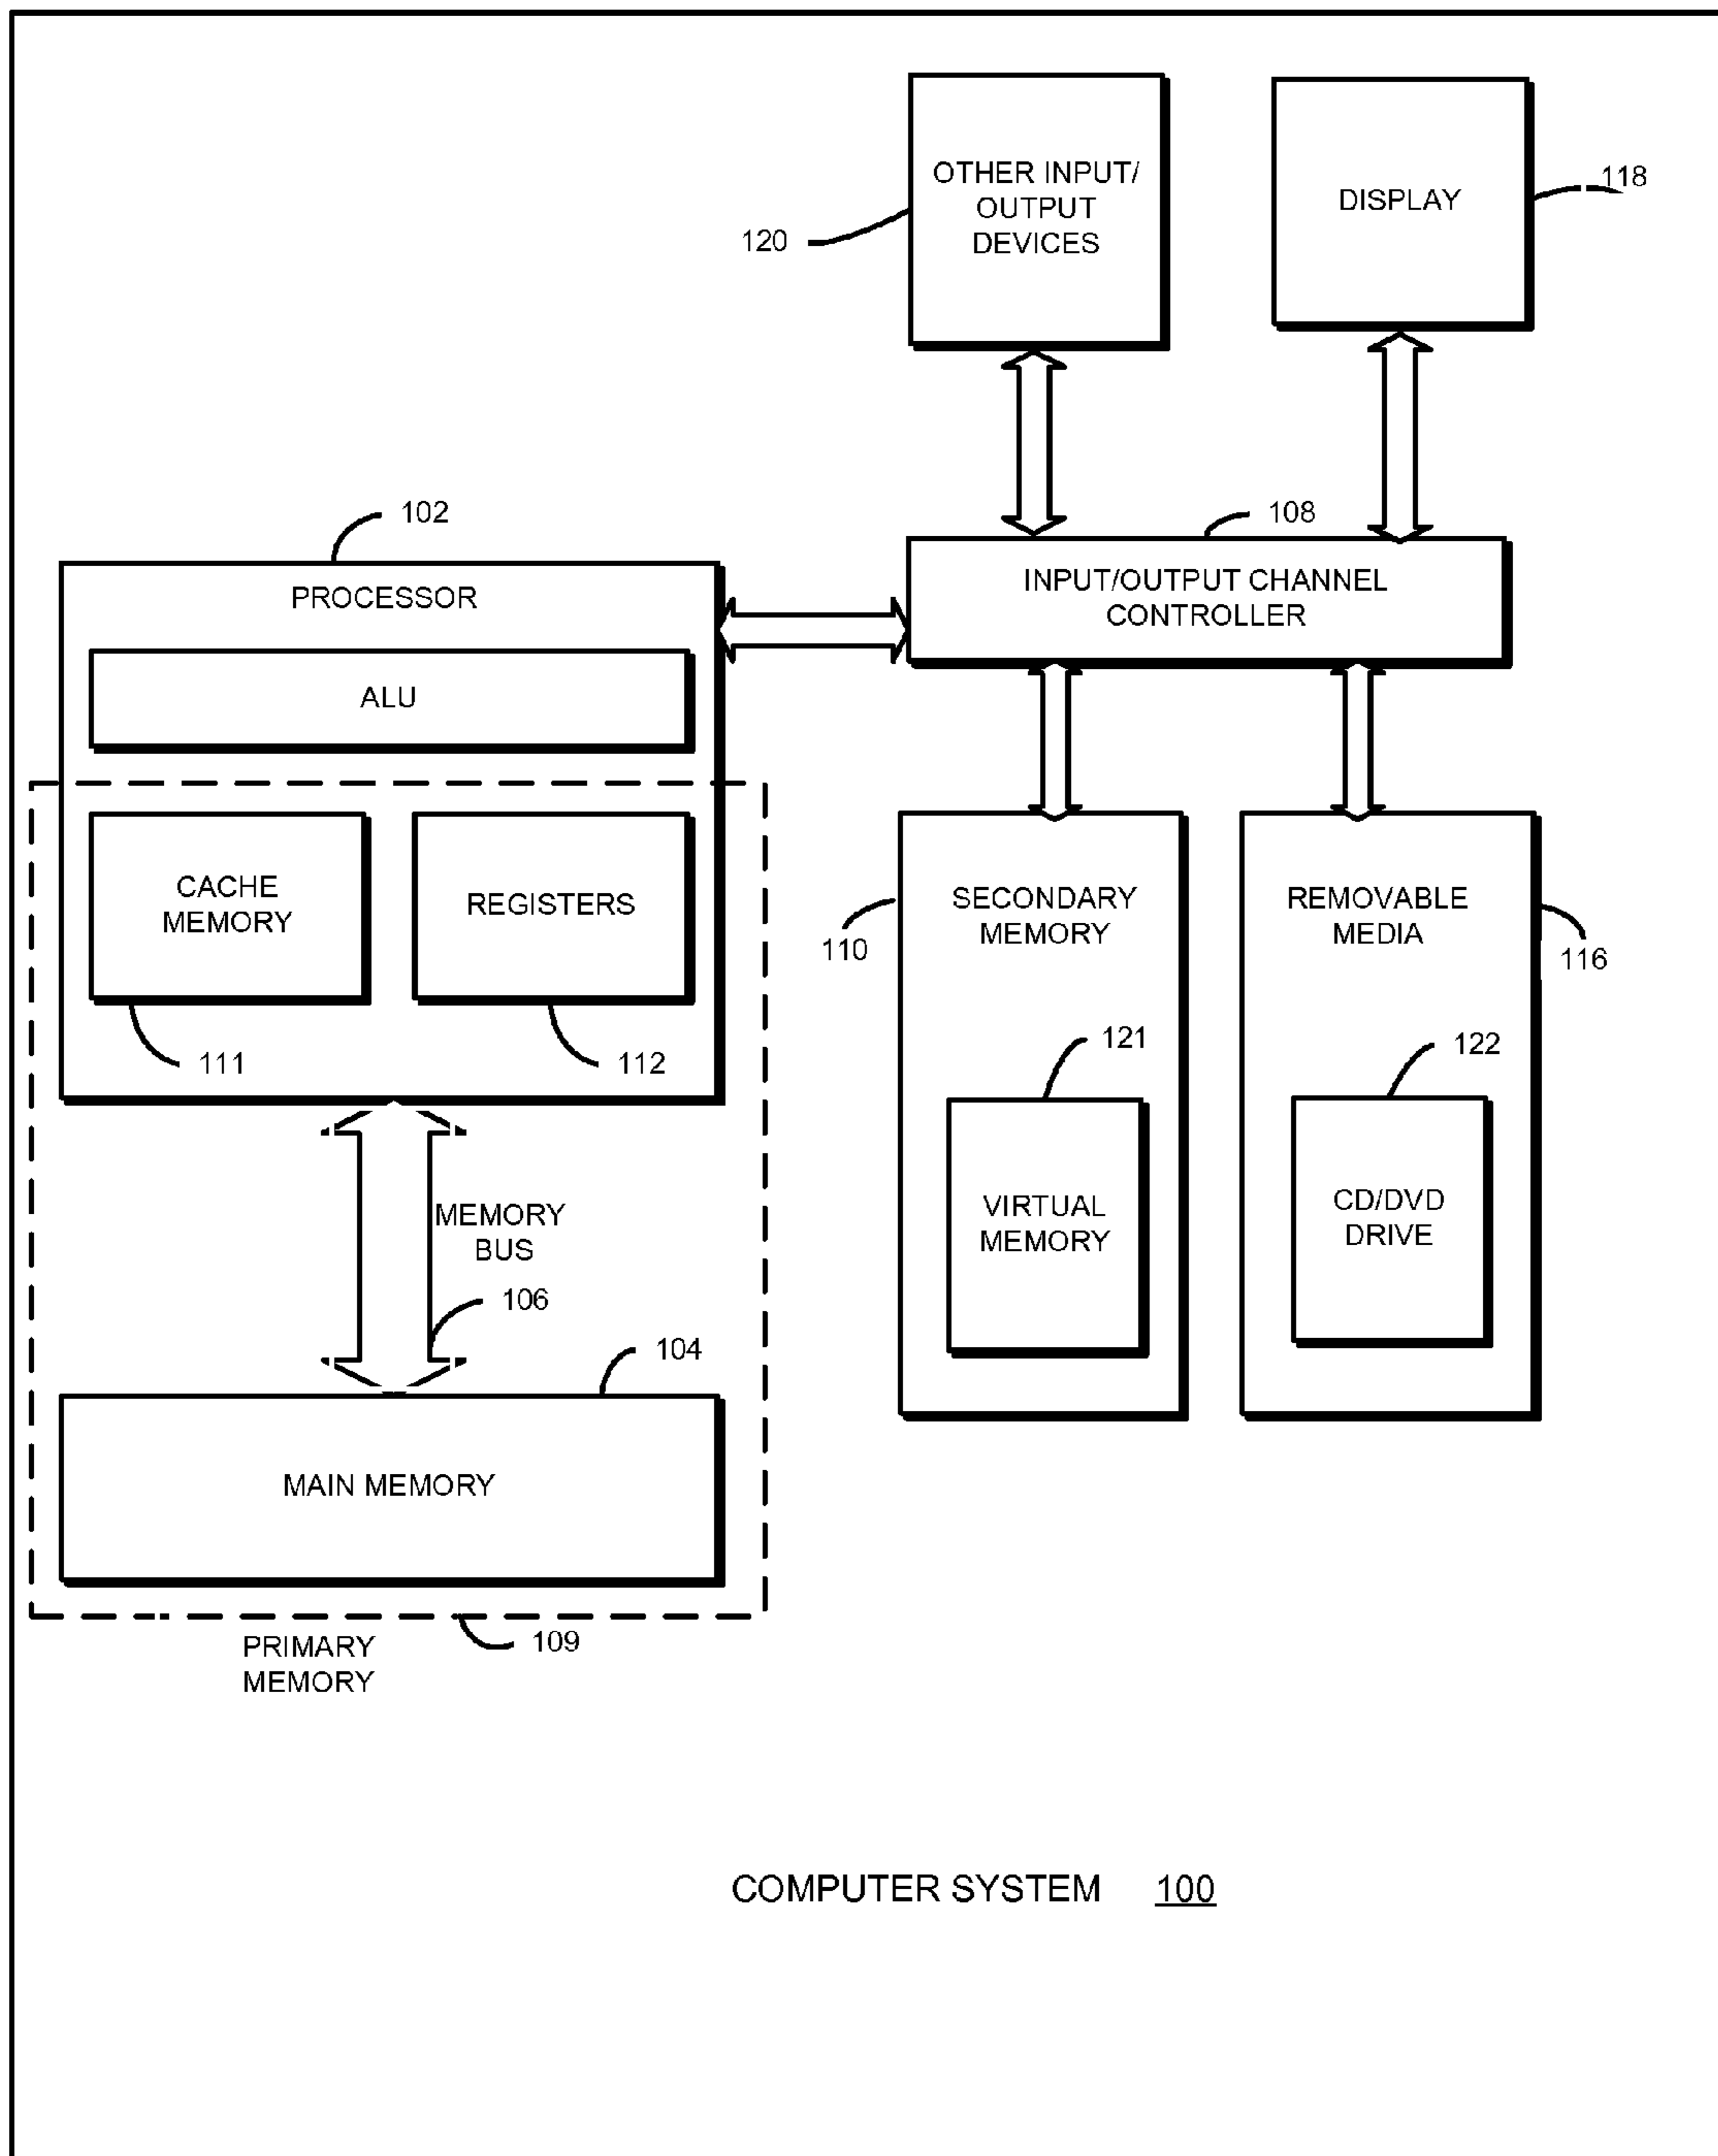 OTHER INPUT/
OUTPUT
DEVICES
120
DISPLAY
118
102
PROCESSOR
ALU
108
INPUT/OUTPUT CHANNEL
CONTROLLER
CACHE
MEMORY
REGISTERS
111
112
SECONDARY
MEMORY
110
REMOVABLE
MEDIA
116
121
VIRTUAL
MEMORY
122
CD/DVD
DRIVE
MEMORY
BUS
106
104
MAIN MEMORY
PRIMARY
MEMORY
109
COMPUTER SYSTEM 100